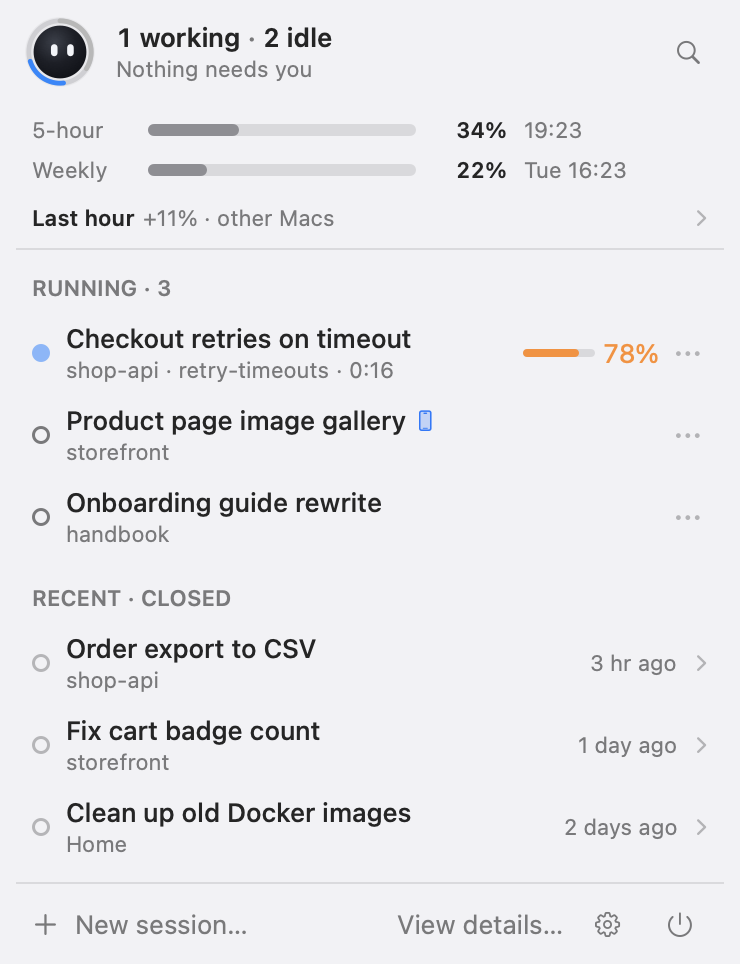 1 working · 2 idle
Nothing needs you
5-hour 34% 19:23
Weekly 22% Tue 16:23
Last hour +11% · other Macs
RUNNING · 3
Checkout retries on timeout
shop-api · retry-timeouts · 0:16
78%
Product page image gallery
storefront
Onboarding guide rewrite
handbook
RECENT · CLOSED
Order export to CSV
shop-api
3 hr ago
Fix cart badge count
storefront
1 day ago
Clean up old Docker images
Home
2 days ago
New session... View details...